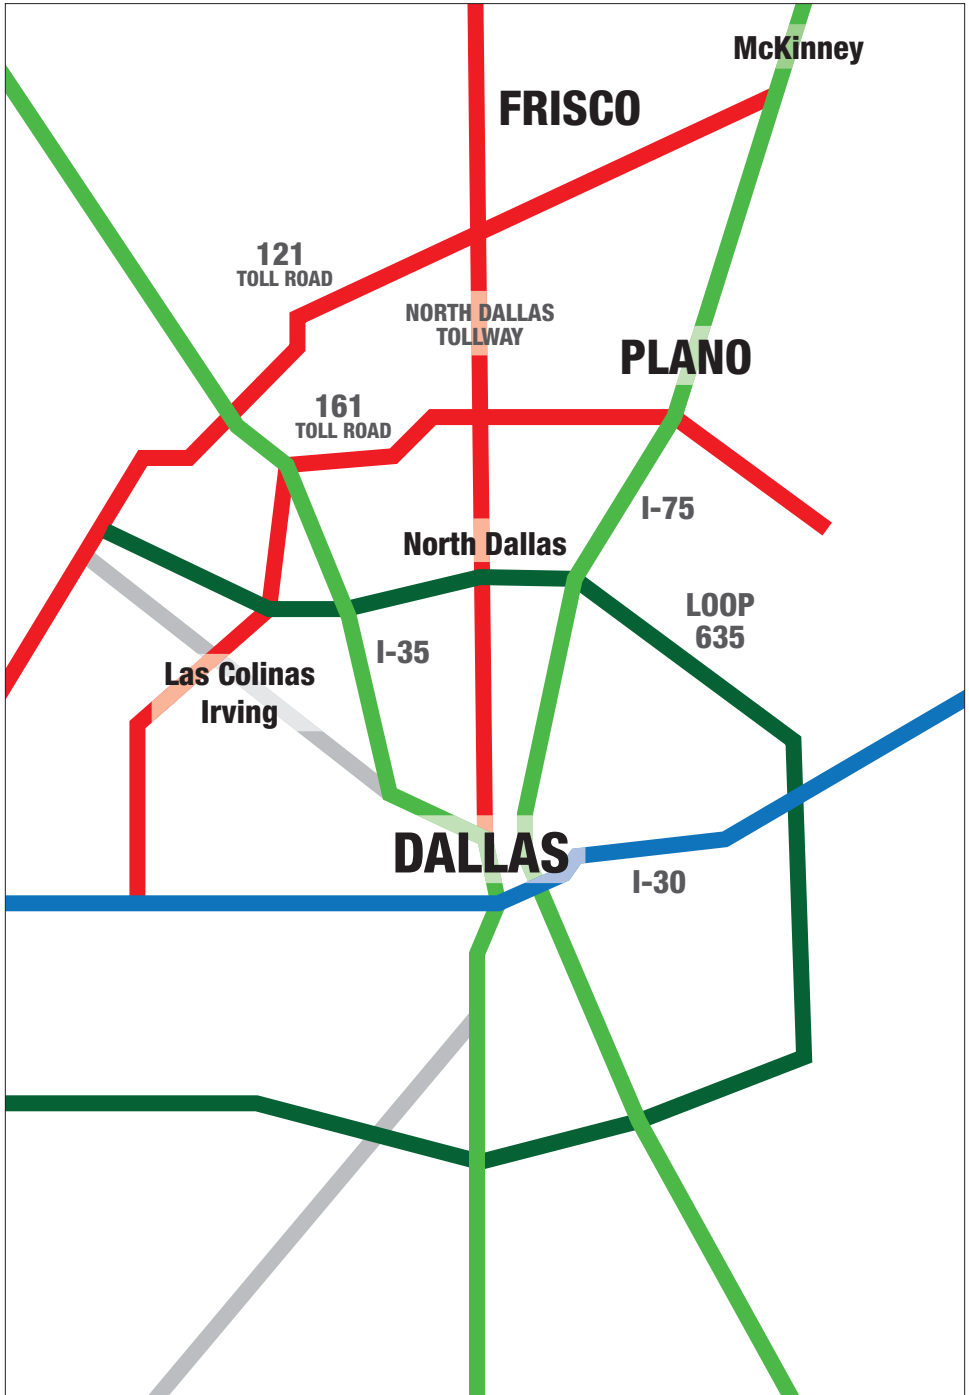 McKinney
FRISCO
121
TOLL ROAD
NORTH DALLAS
TOLLWAY
PLANO
161
TOLL ROAD
I-75
North Dallas
LOOP
635
I-35
Las Colinas
Irving
DALLAS
I-30